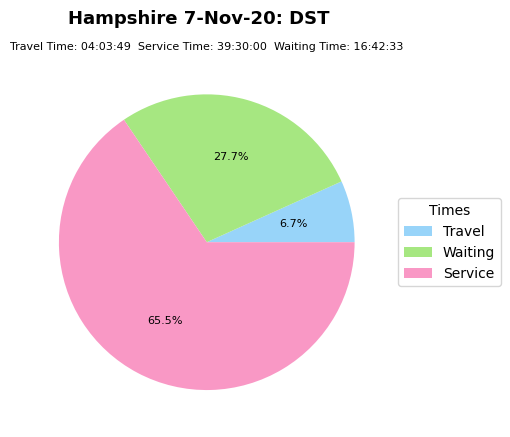 Hampshire 7-Nov-20: DST
Travel Time: 04:03:49  Service Time: 39:30:00  Waiting Time: 16:42:33
27.7%
6.7%
65.5%
Times
Travel
Waiting
Service